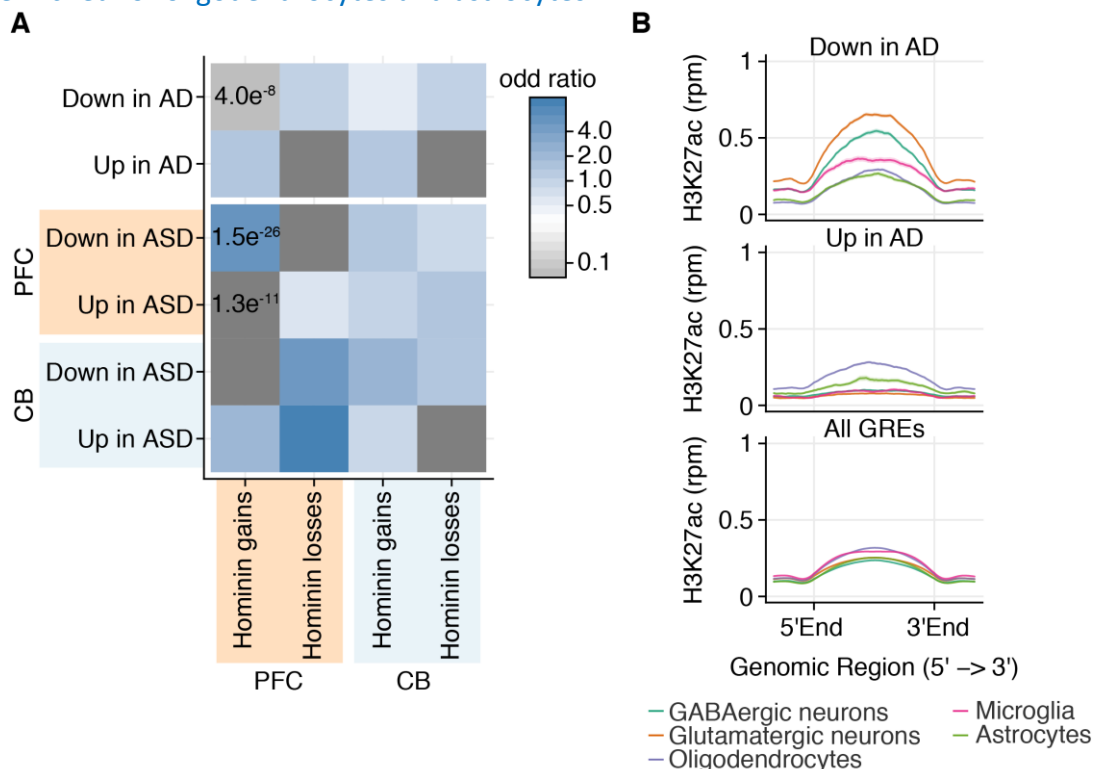 A
odd ratio
4.0
2.0
1.0
0.5
0.1
Down in AD
Up in AD
PFC
Down in ASD
Up in ASD
CB
Down in ASD
Up in ASD
4.0e-8
1.5e-26
1.3e-11
Hominin gains
Hominin losses
Hominin gains
Hominin losses
PFC
CB
B
Down in AD
H3K27ac (rpm)
1
0.5
0
Up in AD
H3K27ac (rpm)
1
0.5
0
All GREs
H3K27ac (rpm)
1
0.5
0
5'End
3'End
Genomic Region (5' –> 3')
GABAergic neurons
Glutamatergic neurons
Oligodendrocytes
Microglia
Astrocytes